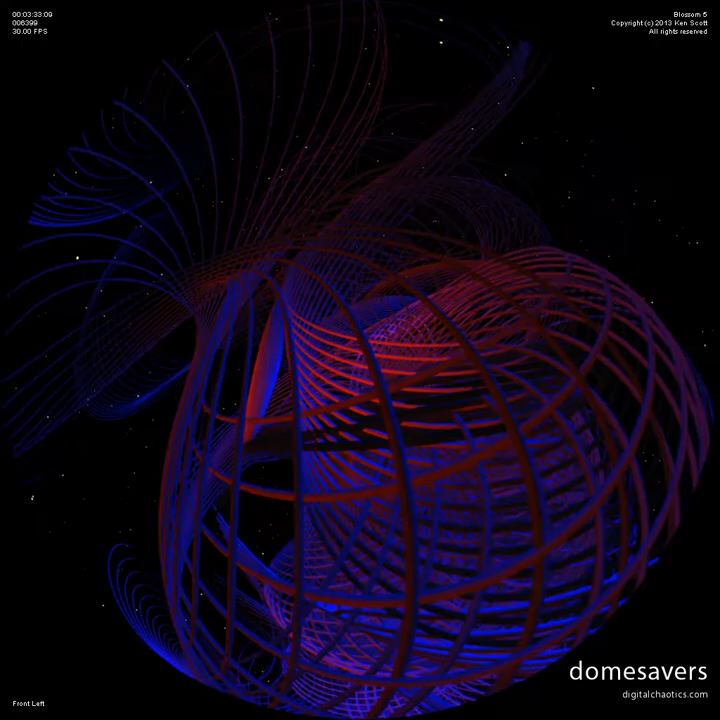 00:03:33:09
006399
30.00 FPS
Blossom 5
Copyright (c) 2013 Ken Scott
All rights reserved
domesavers
digitalchaotics.com
Front Left